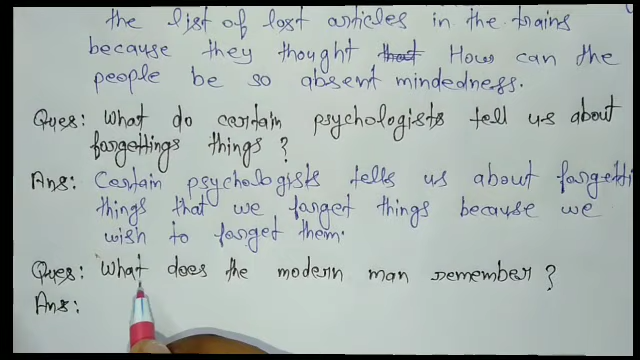 the list of lost articles in the trains
because they thought that How can the
people be so absent mindedness.
Ques: What do certain psychologists tell us about
forgettings things ?
Ans: Certain psychologists tells us about forgetti
things that we forget things because we
wish to forget them.
Ques: What does the modern man remember ?
Ans: